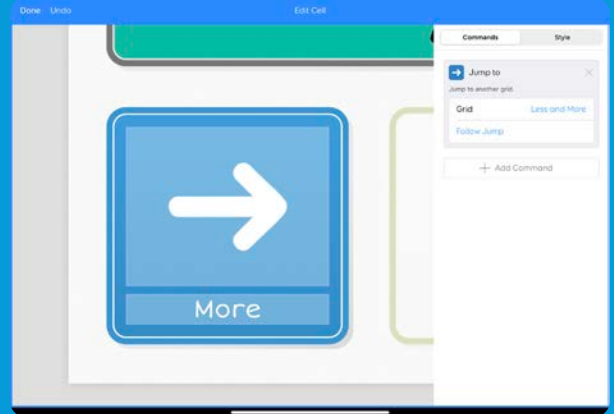 Done Undo Edit Cell
Commands Style
Jump to
Jump to another grid.
Grid Less and More
Follow Jump
Add Command
More